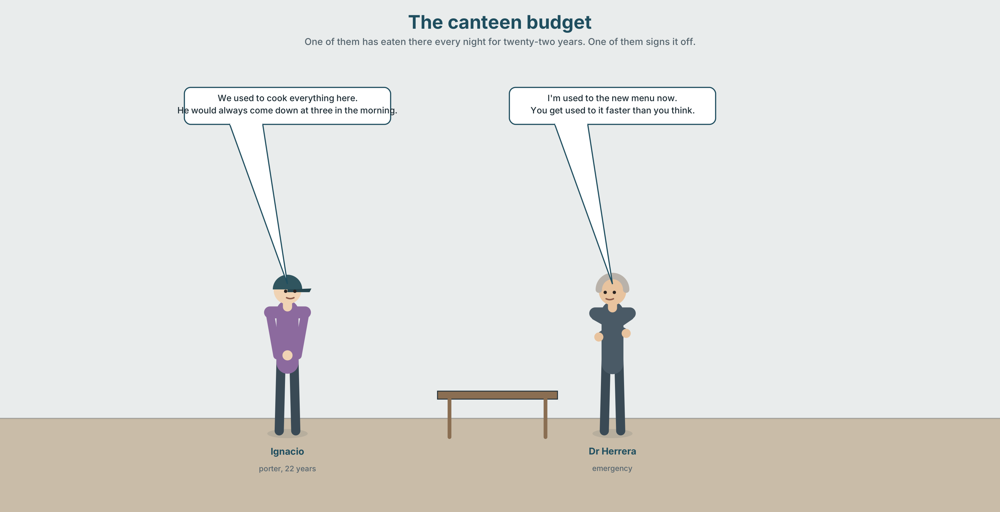 The canteen budget
One of them has eaten there every night for twenty-two years. One of them signs it off.
We used to cook everything here.
He would always come down at three in the morning.
I'm used to the new menu now.
You get used to it faster than you think.
Ignacio
porter, 22 years
Dr Herrera
emergency